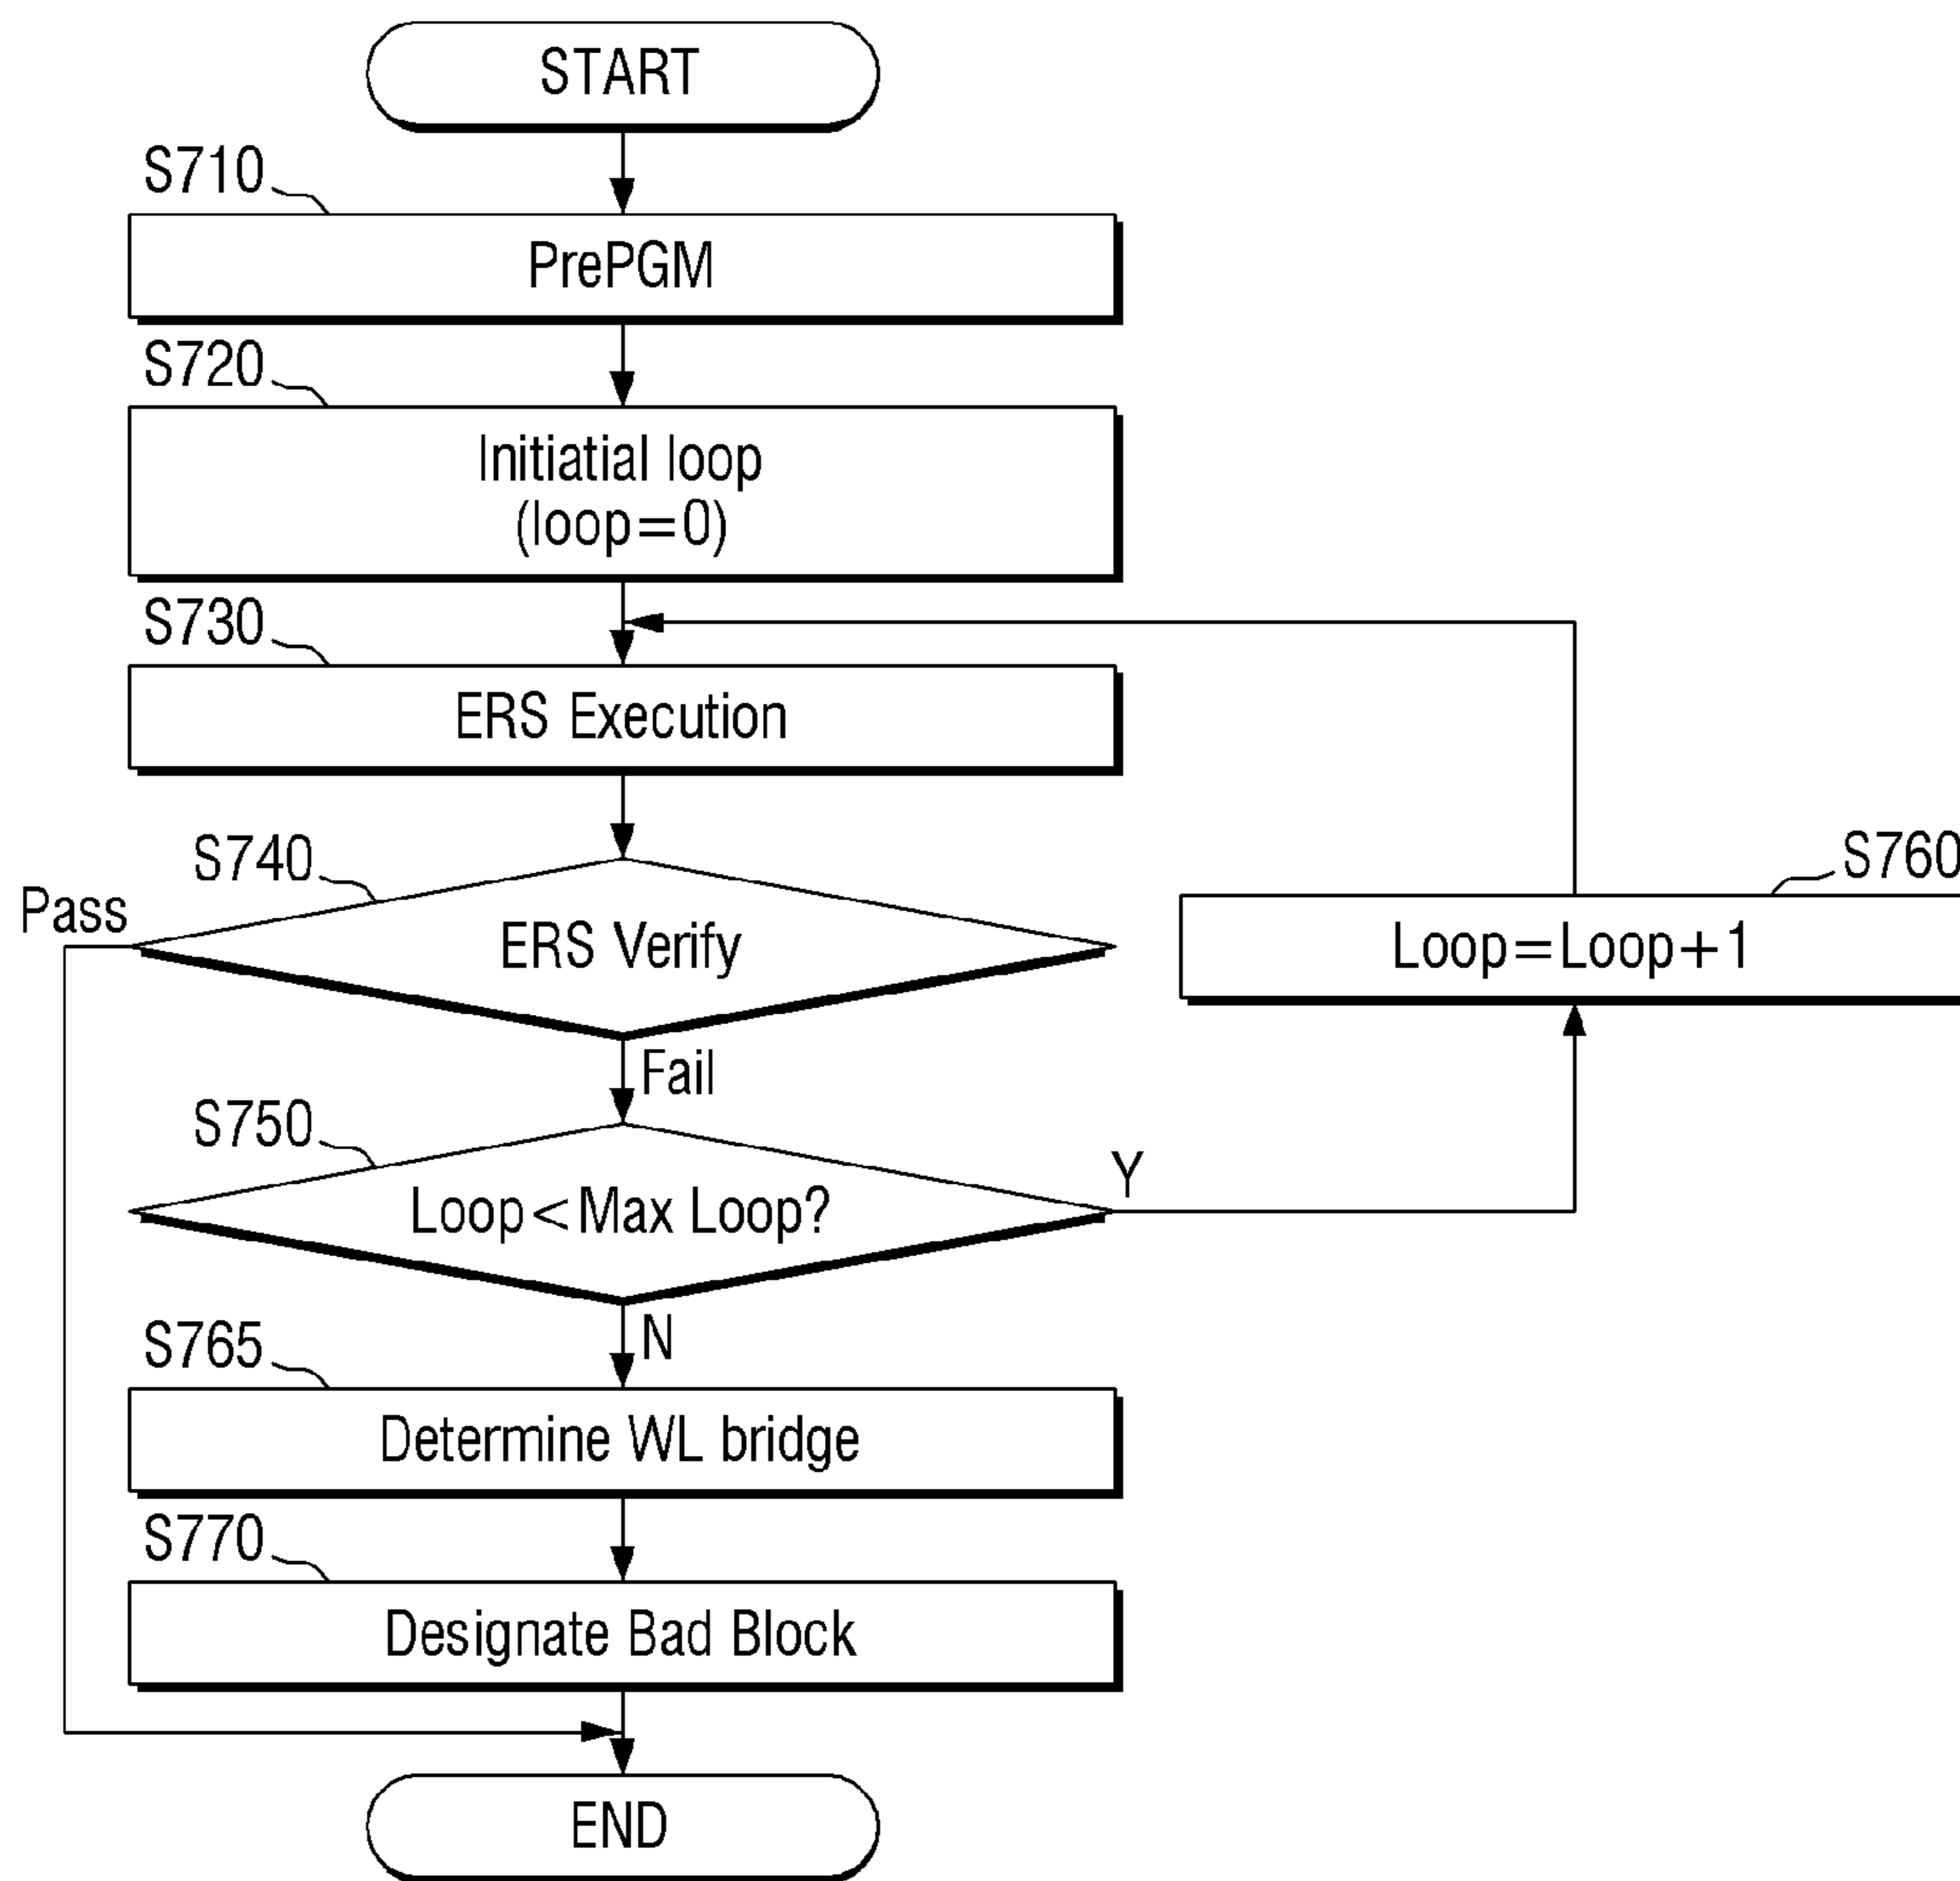 START
S710
PrePGM
S720
Initiatial loop
(loop=0)
S730
ERS Execution
S740
Pass
ERS Verify
S760
Loop=Loop+1
Fail
S750
Loop<Max Loop?
Y
N
S765
Determine WL bridge
S770
Designate Bad Block
END